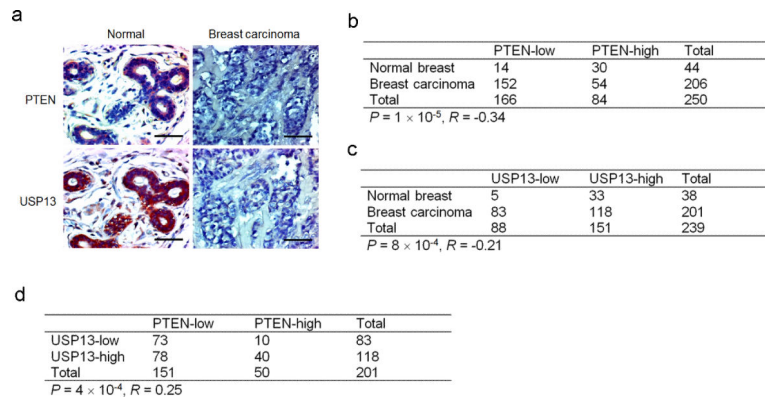 a
Normal Breast carcinoma
PTEN
USP13
b
PTEN-low PTEN-high Total
Normal breast 14 30 44
Breast carcinoma 152 54 206
Total 166 84 250
P = 1 × 10-5, R = -0.34
c
USP13-low USP13-high Total
Normal breast 5 33 38
Breast carcinoma 83 118 201
Total 88 151 239
P = 8 × 10-4, R = -0.21
d
PTEN-low PTEN-high Total
USP13-low 73 10 83
USP13-high 78 40 118
Total 151 50 201
P = 4 × 10-4, R = 0.25